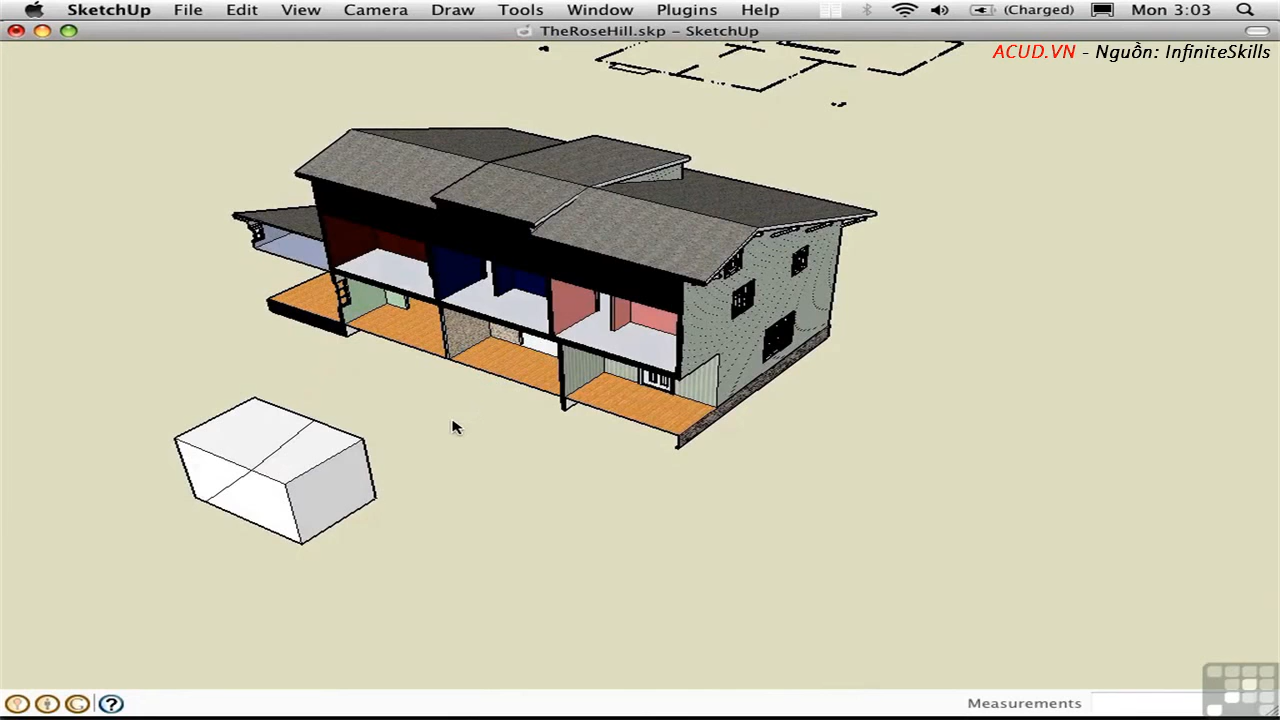 SketchUp File Edit View Camera Draw Tools Window Plugins Help (Charged) Mon 3:03
TheRoseHill.skp – SketchUp
ACUD.VN - Nguồn: InfiniteSkills
Measurements